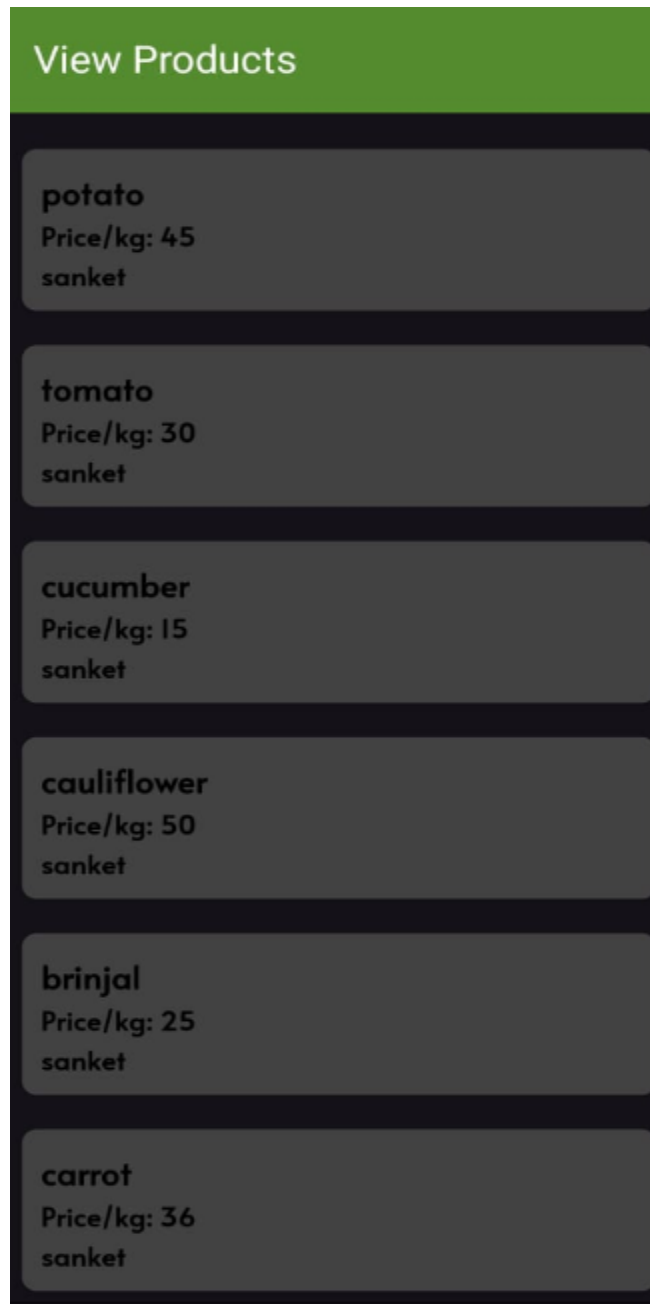 View Products
potato
Price/kg: 45
sanket
tomato
Price/kg: 30
sanket
cucumber
Price/kg: 15
sanket
cauliflower
Price/kg: 50
sanket
brinjal
Price/kg: 25
sanket
carrot
Price/kg: 36
sanket